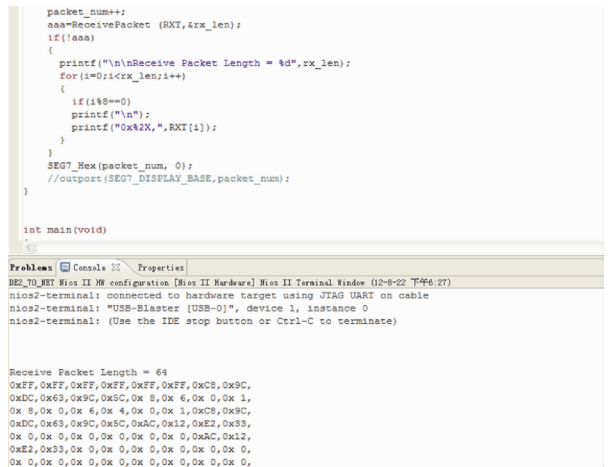 packet_num++;
aaa=ReceivePacket (RXT,&rx_len);
if(!aaa)
{
printf("\n\nReceive Packet Length = %d",rx_len);
for(i=0;i<rx_len;i++)
{
if(i%8==0)
printf("\n");
printf("0x%2X,",RXT[i]);
}
}
SEG7_Hex(packet_num, 0);
//outport(SEG7_DISPLAY_BASE,packet_num);
}
int main(void)
Problems Console Properties
DE2_70_NET Nios II HW configuration [Nios II Hardware] Nios II Terminal Window (12-8-22 下午6:27)
nios2-terminal: connected to hardware target using JTAG UART on cable
nios2-terminal: "USB-Blaster [USB-0]", device 1, instance 0
nios2-terminal: (Use the IDE stop button or Ctrl-C to terminate)
Receive Packet Length = 64
0xFF,0xFF,0xFF,0xFF,0xFF,0xFF,0xC8,0x9C,
0xDC,0x63,0x9C,0x5C,0x 8,0x 6,0x 0,0x 1,
0x 8,0x 0,0x 6,0x 4,0x 0,0x 1,0xC8,0x9C,
0xDC,0x63,0x9C,0x5C,0xAC,0x12,0xE2,0x33,
0x 0,0x 0,0x 0,0x 0,0x 0,0x 0,0xAC,0x12,
0xE2,0x33,0x 0,0x 0,0x 0,0x 0,0x 0,0x 0,
0x 0,0x 0,0x 0,0x 0,0x 0,0x 0,0x 0,0x 0,